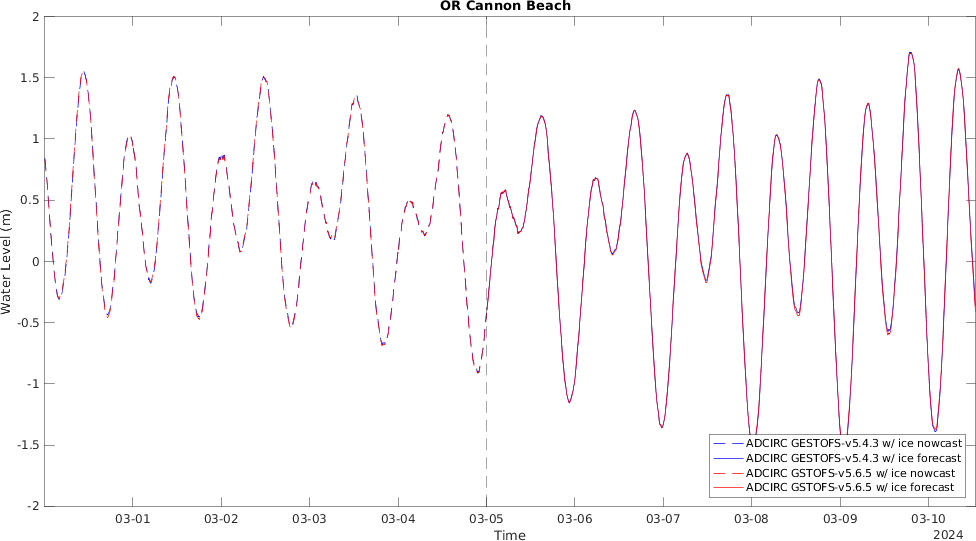 OR Cannon Beach
2
1.5
1
0.5
0
-0.5
-1
-1.5
-2
Water Level (m)
ADCIRC GESTOFS-v5.4.3 w/ ice nowcast
ADCIRC GESTOFS-v5.4.3 w/ ice forecast
ADCIRC GSTOFS-v5.6.5 w/ ice nowcast
ADCIRC GSTOFS-v5.6.5 w/ ice forecast
03-01 03-02 03-03 03-04 03-05 03-06 03-07 03-08 03-09 03-10
Time
2024